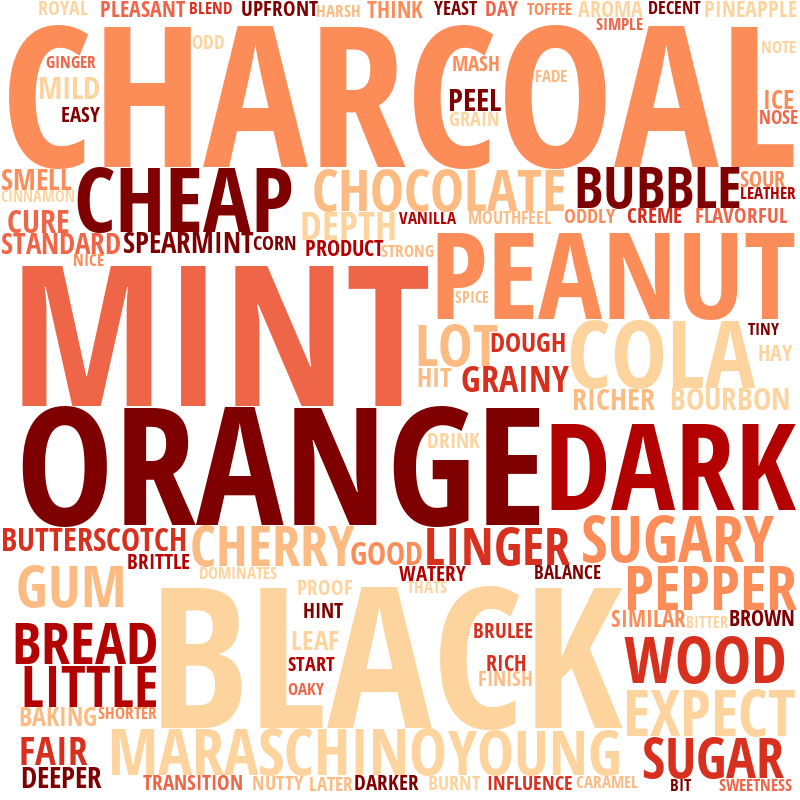 ROYAL PLEASANT BLEND UPFRONT HARSH THINK YEAST DAY TOFFEE AROMA DECENT PINEAPPLE
SIMPLE
CHARCOAL
ODD
NOTE
GINGER
MASH
FADE
MILD
PEEL
ICE
EASY
GRAIN
NOSE
SMELL
CHEAP
CHOCOLATE
BUBBLE
SOUR
CINNAMON
LEATHER
CURE
DEPTH
VANILLA
MOUTHFEEL
ODDLY
CREME
FLAVORFUL
STANDARD
SPEARMINT
CORN
PRODUCT
STRONG
NICE
MINT
PEANUT
SPICE
LOT
DOUGH
COLA
TINY
HAY
HIT
GRAINY
RICHER
BOURBON
ORANGE
DRINK
DARK
BUTTERSCOTCH
CHERRY
GOOD
LINGER
SUGARY
BRITTLE
DOMINATES
WATERY
BALANCE
GUM
PROOF
THATS
PEPPER
BLACK
HINT
SIMILAR
BITTER
BROWN
BREAD
LEAF
BRULEE
WOOD
LITTLE
START
RICH
FINISH
OAKY
EXPECT
BAKING
SHORTER
FAIR
MARASCHINO
YOUNG
SUGAR
DEEPER
TRANSITION
NUTTY
LATER
DARKER
BURNT
INFLUENCE
CARAMEL
BIT
SWEETNESS